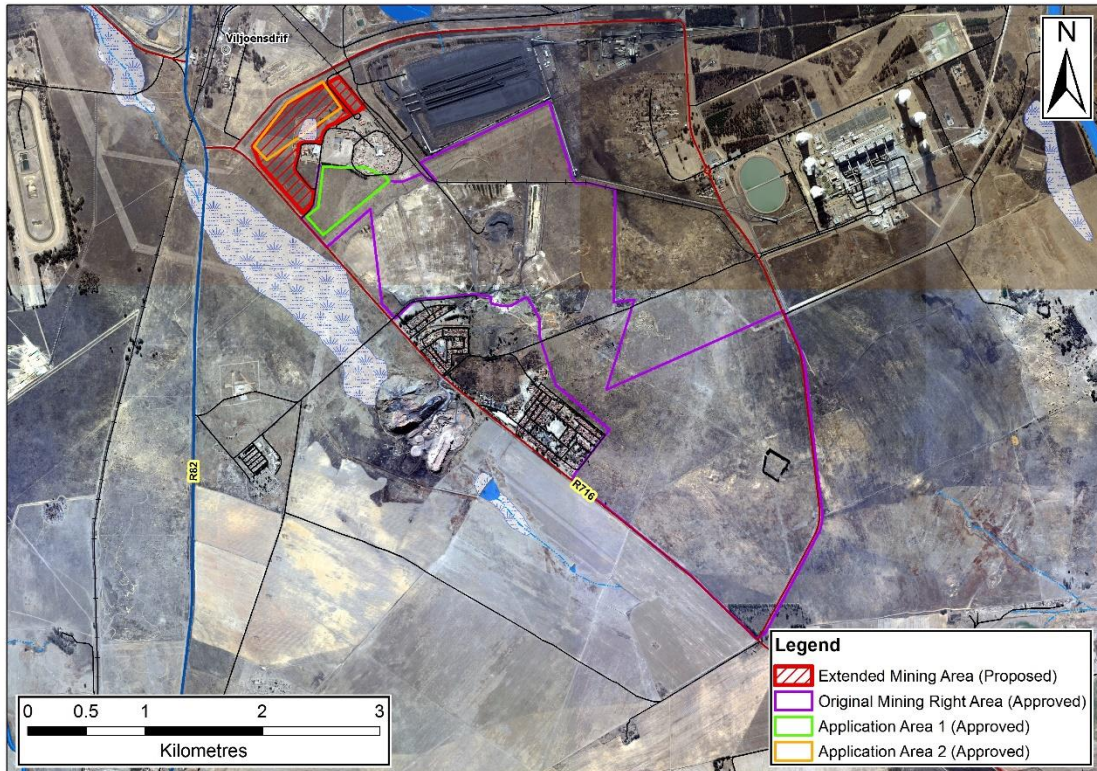 Viljoensdrif
N
R82
R716
Legend
Extended Mining Area (Proposed)
Original Mining Right Area (Approved)
Application Area 1 (Approved)
Application Area 2 (Approved)
0 0.5 1 2 3
Kilometres